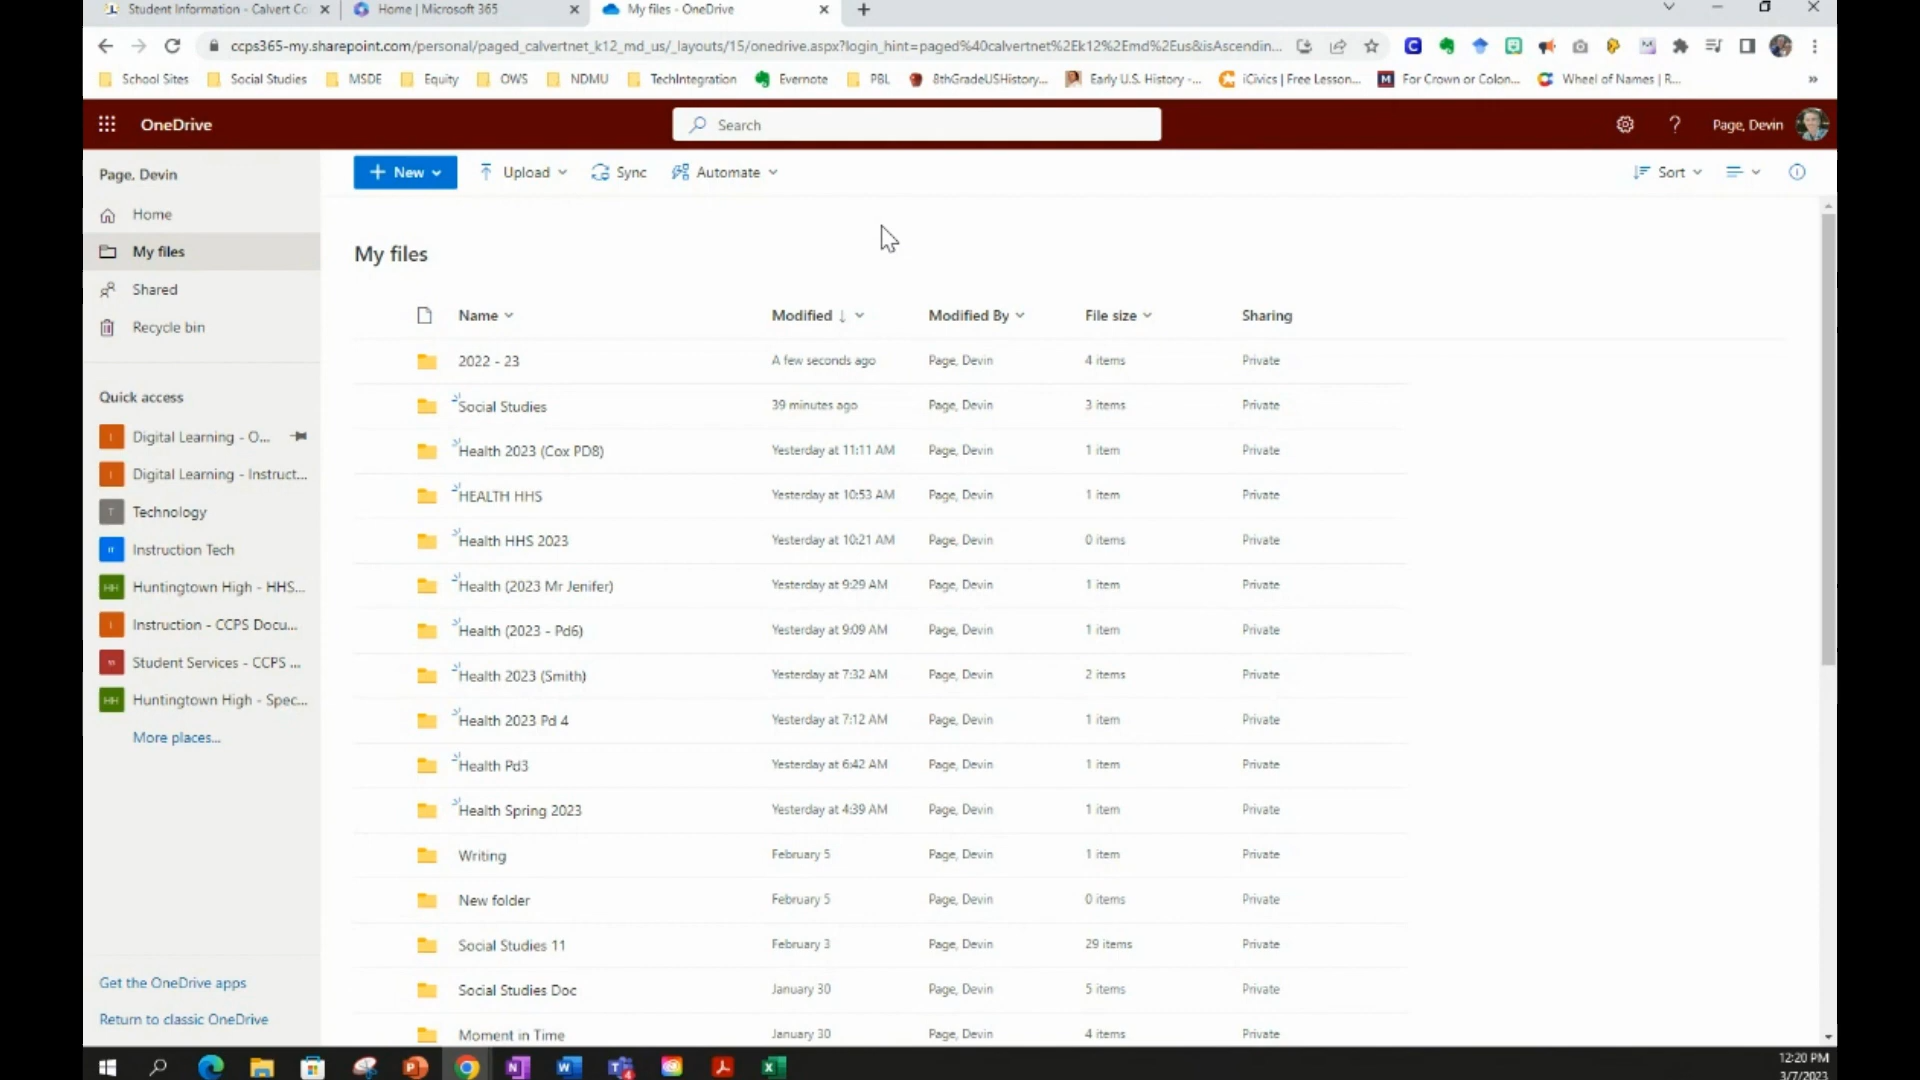 Student Information - Calvert Co
Home | Microsoft 365
My files - OneDrive
ccps365-my.sharepoint.com/personal/paged_calvertnet_k12_md_us/_layouts/15/onedrive.aspx?login_hint=paged%40calvertnet%2Ek12%2Emd%2Eus&isAscendin...
School Sites Social Studies MSDE Equity OWS NDMU TechIntegration Evernote PBL 8thGradeUSHistory... Early U.S. History -... iCivics | Free Lesson... For Crown or Colon... Wheel of Names | R... »
OneDrive
Search
? Page, Devin
Page, Devin
+ New Upload Sync Automate
Sort
Home
My files
Shared
Recycle bin
Quick access
Digital Learning - O...
Digital Learning - Instruct...
T Technology
IT Instruction Tech
HH Huntingtown High - HHS...
I Instruction - CCPS Docu...
SS Student Services - CCPS ...
HH Huntingtown High - Spec...
More places...
Get the OneDrive apps
Return to classic OneDrive
My files
Name Modified ↓ Modified By File size Sharing
2022 - 23 A few seconds ago Page, Devin 4 items Private
Social Studies 39 minutes ago Page, Devin 3 items Private
Health 2023 (Cox PD8) Yesterday at 11:11 AM Page, Devin 1 item Private
HEALTH HHS Yesterday at 10:53 AM Page, Devin 1 item Private
Health HHS 2023 Yesterday at 10:21 AM Page, Devin 0 items Private
Health (2023 Mr Jenifer) Yesterday at 9:29 AM Page, Devin 1 item Private
Health (2023 - Pd6) Yesterday at 9:09 AM Page, Devin 1 item Private
Health 2023 (Smith) Yesterday at 7:32 AM Page, Devin 2 items Private
Health 2023 Pd 4 Yesterday at 7:12 AM Page, Devin 1 item Private
Health Pd3 Yesterday at 6:42 AM Page, Devin 1 item Private
Health Spring 2023 Yesterday at 4:39 AM Page, Devin 1 item Private
Writing February 5 Page, Devin 1 item Private
New folder February 5 Page, Devin 0 items Private
Social Studies 11 February 3 Page, Devin 29 items Private
Social Studies Doc January 30 Page, Devin 5 items Private
Moment in Time January 30 Page, Devin 4 items Private
12:20 PM
3/7/2023